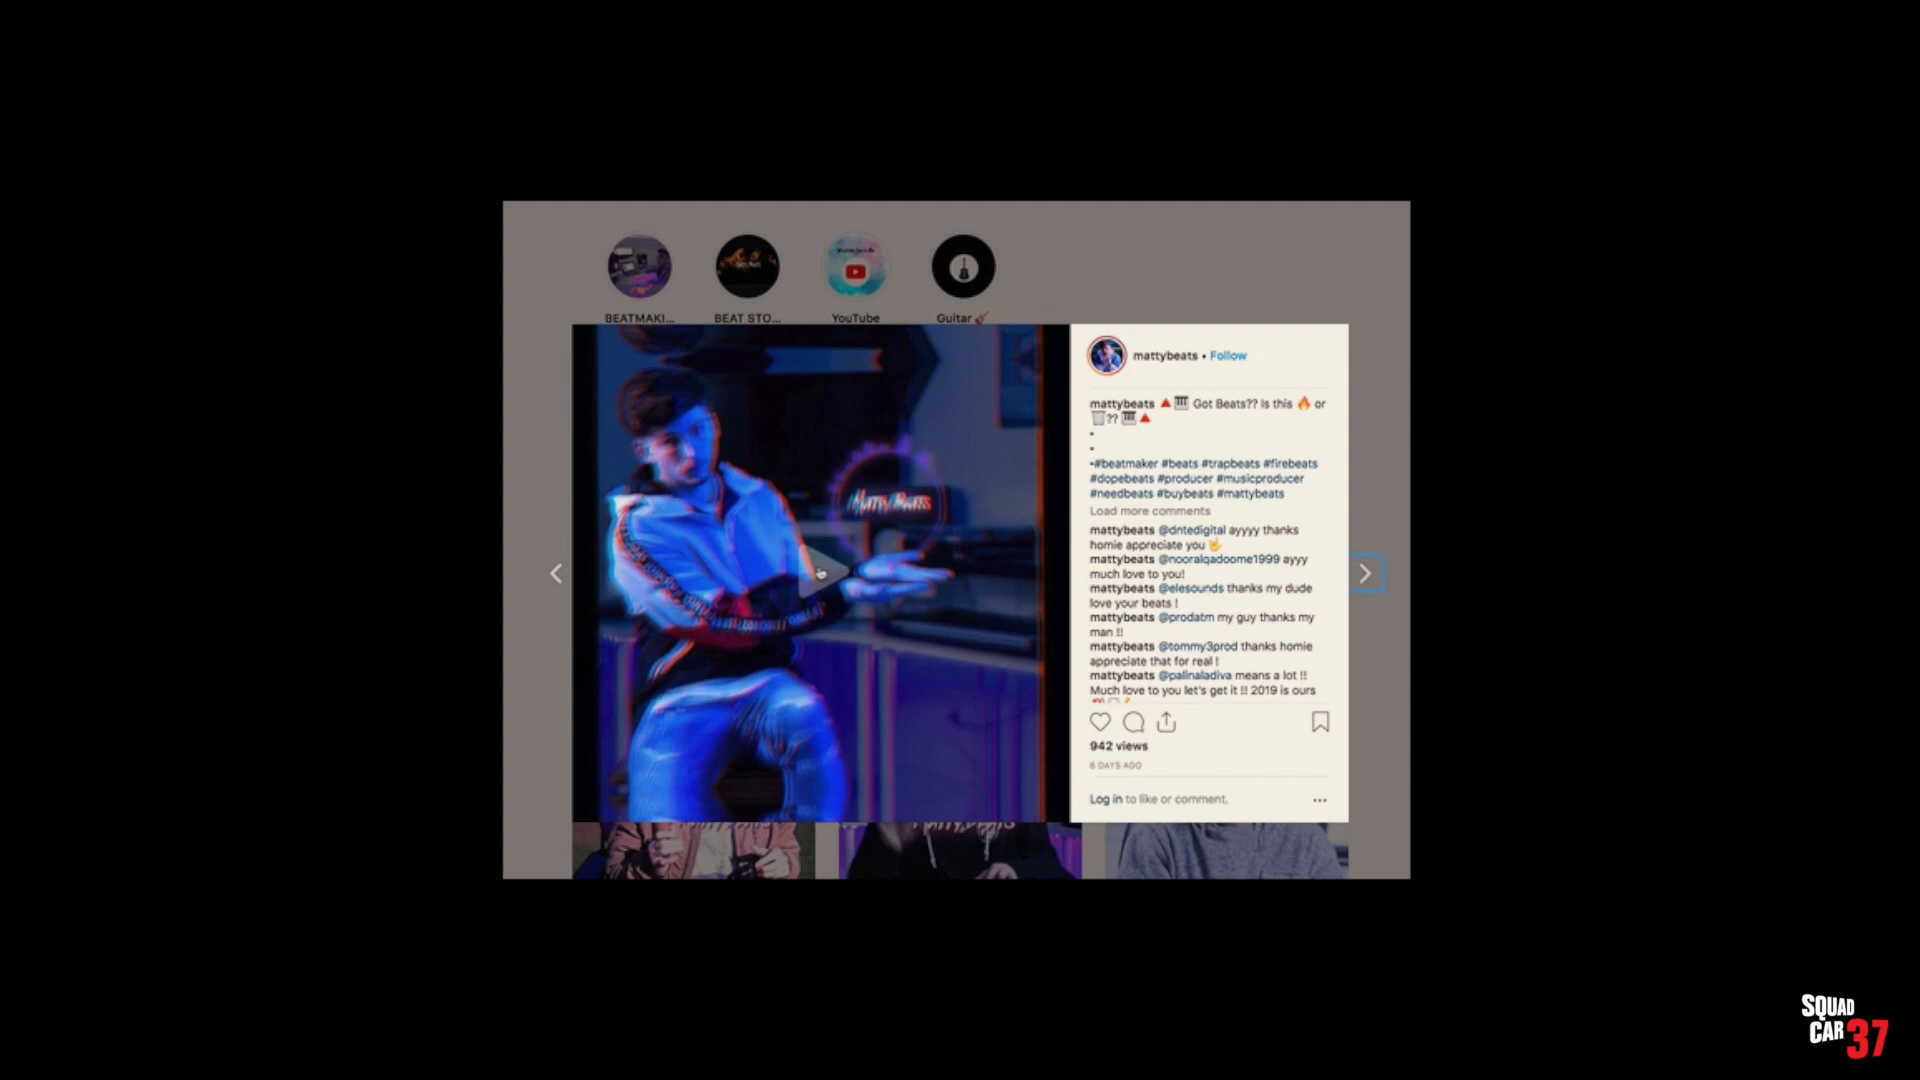 BEATMAKI...
BEAT STO...
YouTube
Guitar 🎸
MATTY BEATS
mattybeats • Follow
mattybeats 🔺🎹 Got Beats?? Is this 🔥 or
🗑️?? 🎹🔺
•
•
•#beatmaker #beats #trapbeats #firebeats
#dopebeats #producer #musicproducer
#needbeats #buybeats #mattybeats
Load more comments
mattybeats @dntedigital ayyyy thanks
homie appreciate you 🤟
mattybeats @nooralqadoome1999 ayyy
much love to you!
mattybeats @elesounds thanks my dude
love your beats !
mattybeats @prodatm my guy thanks my
man !!
mattybeats @tommy3prod thanks homie
appreciate that for real !
mattybeats @palinaladiva means a lot !!
Much love to you let's get it !! 2019 is ours
942 views
6 DAYS AGO
Log in to like or comment.
SQUAD
CAR 37